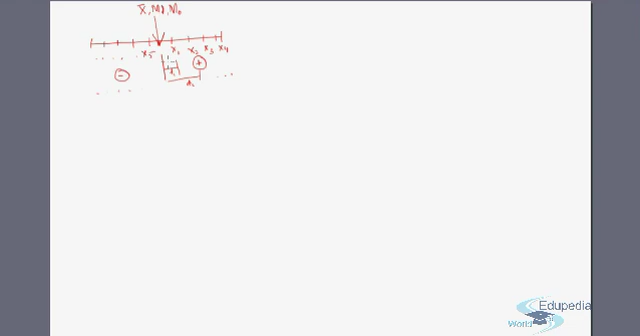 X̄, Md, Mo
x5 x1 x2 x3 x4
- d1 +
d2
Edupedia
World